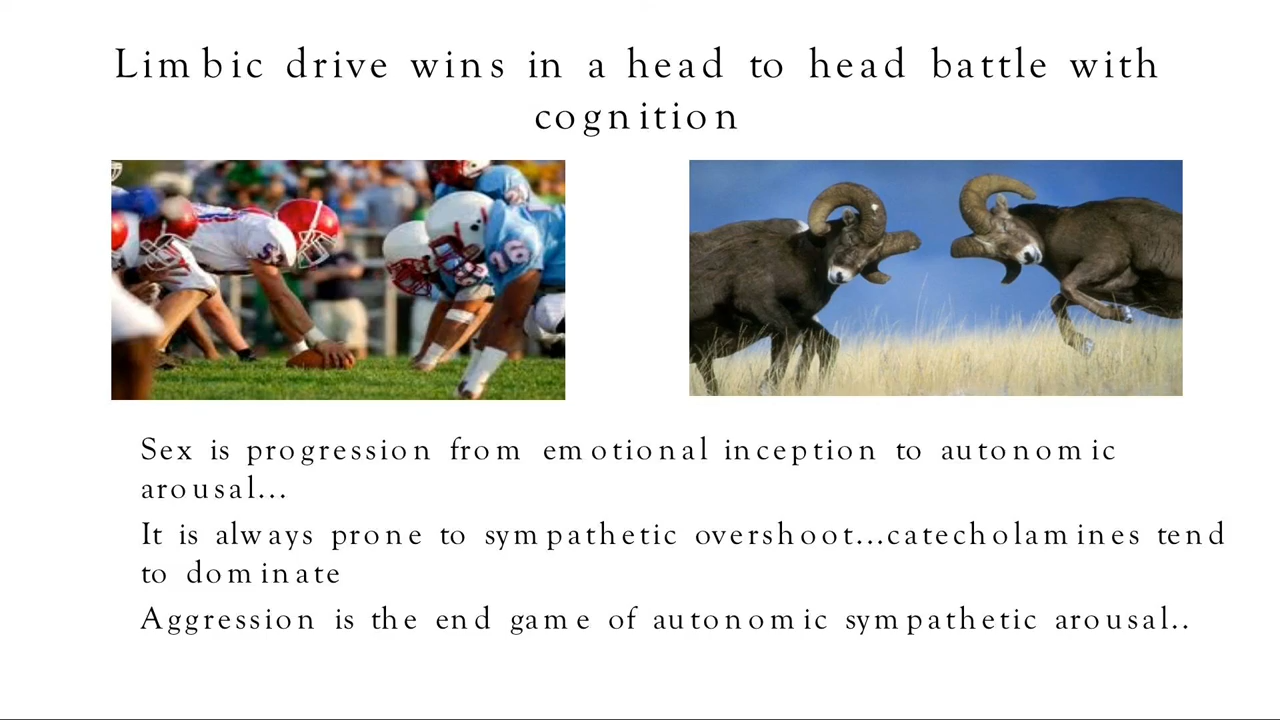 Limbic drive wins in a head to head battle with
cognition
Sex is progression from emotional inception to autonomic
arousal...
It is always prone to sympathetic overshoot...catecholamines tend
to dominate
Aggression is the end game of autonomic sympathetic arousal..